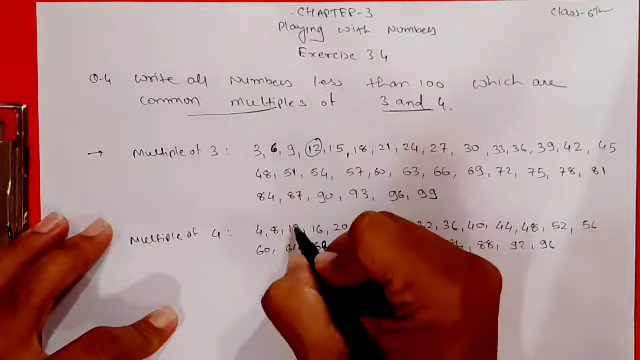 -CHAPTER-3 Class-6th
Playing with Numbers
Exercise 3.4
Q.4 Write all Numbers less than 100 which are
common multiples of 3 and 4.
→ Multiple of 3 : 3, 6, 9, 12, 15, 18, 21, 24, 27, 30, 33, 36, 39, 42, 45
48, 51, 54, 57, 60, 63, 66, 69, 72, 75, 78, 81
84, 87, 90, 93, 96, 99
Multiple of 4 : 4, 8, 12, 16, 20 36, 40, 44, 48, 52, 56
60, 68 88, 92, 96